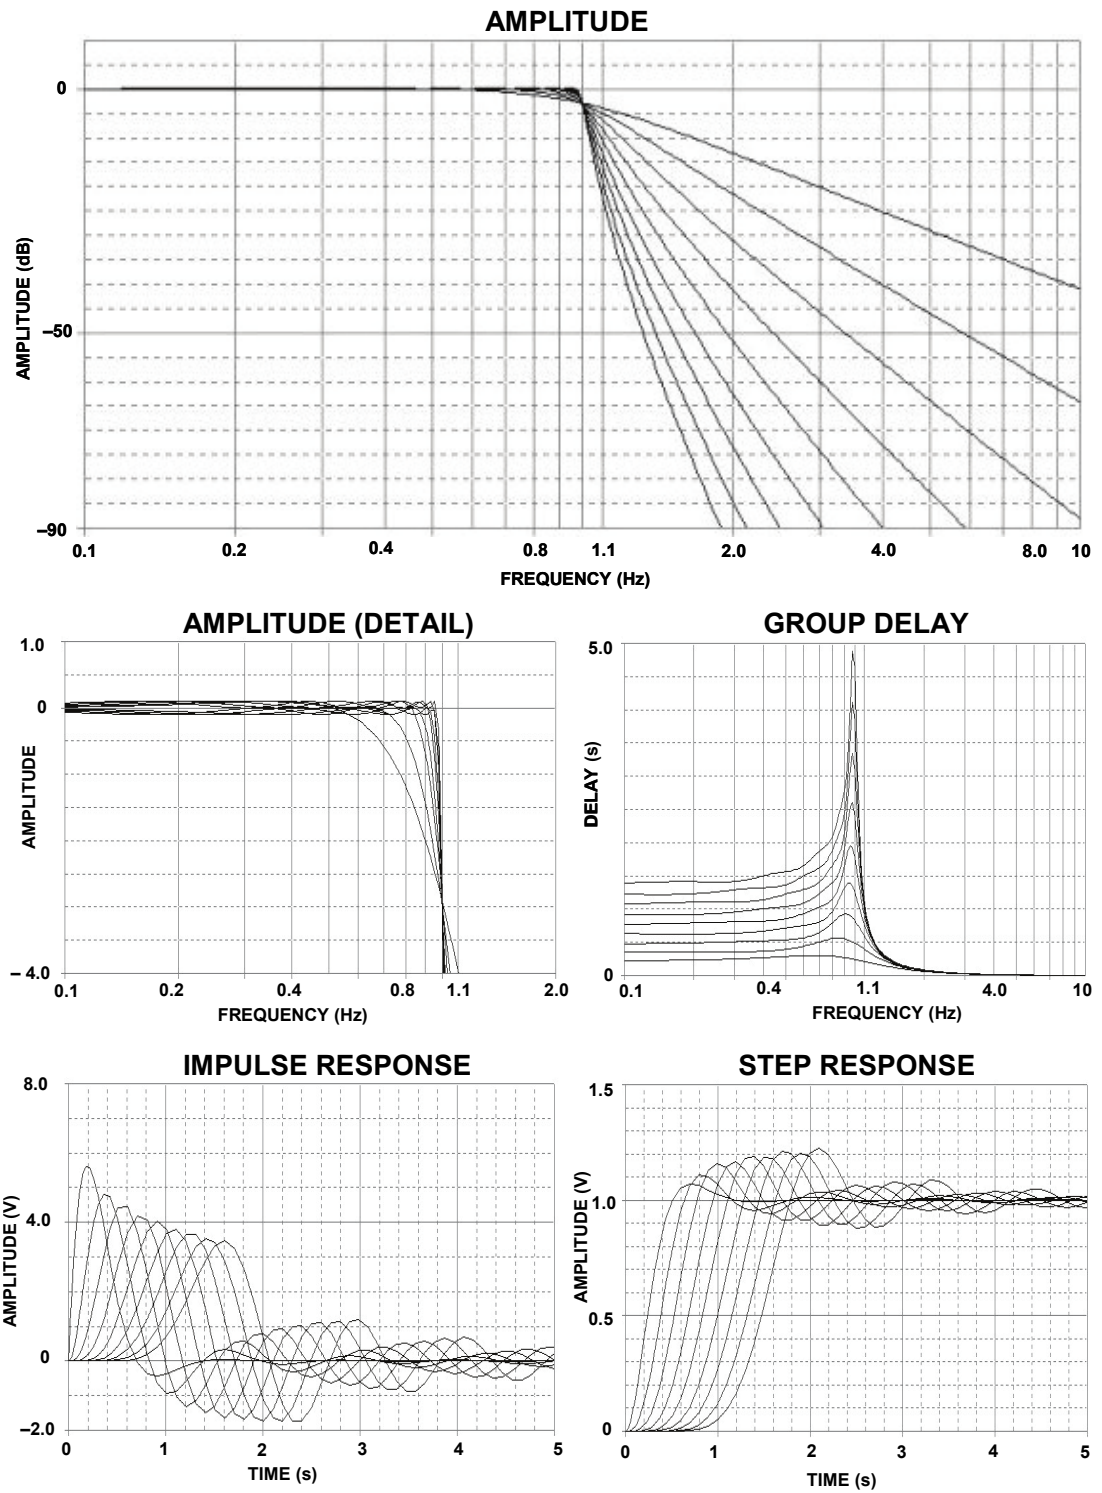 AMPLITUDE
AMPLITUDE (dB)
0
–50
–90
0.1 0.2 0.4 0.8 1.1 2.0 4.0 8.0 10
FREQUENCY (Hz)
AMPLITUDE (DETAIL)
AMPLITUDE
1.0
0
–4.0
0.1 0.2 0.4 0.8 1.1 2.0
FREQUENCY (Hz)
GROUP DELAY
DELAY (s)
5.0
0
0.1 0.4 1.1 4.0 10
FREQUENCY (Hz)
IMPULSE RESPONSE
AMPLITUDE (V)
8.0
4.0
0
–2.0
0 1 2 3 4 5
TIME (s)
STEP RESPONSE
AMPLITUDE (V)
1.5
1.0
0.5
0
0 1 2 3 4 5
TIME (s)